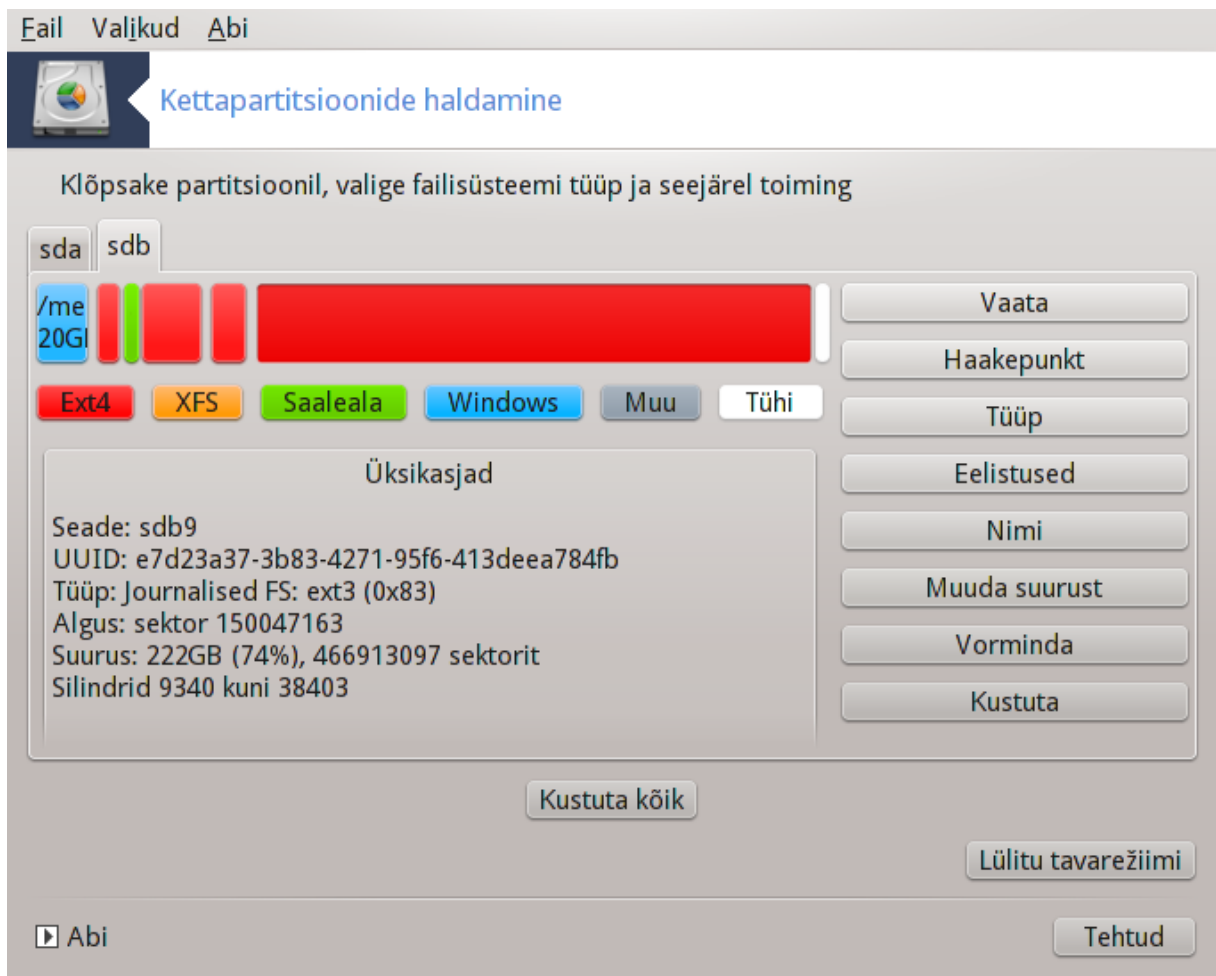 Fail Valikud Abi
Kettapartitsioonide haldamine
Klõpsake partitsioonil, valige failisüsteemi tüüp ja seejärel toiming
sda sdb
/me
20G
Ext4 XFS Saaleala Windows Muu Tühi
Üksikasjad
Seade: sdb9
UUID: e7d23a37-3b83-4271-95f6-413deea784fb
Tüüp: Journalised FS: ext3 (0x83)
Algus: sektor 150047163
Suurus: 222GB (74%), 466913097 sektorit
Silindrid 9340 kuni 38403
Vaata
Haakepunkt
Tüüp
Eelistused
Nimi
Muuda suurust
Vorminda
Kustuta
Kustuta kõik
Lülitu tavarežiimi
Abi
Tehtud